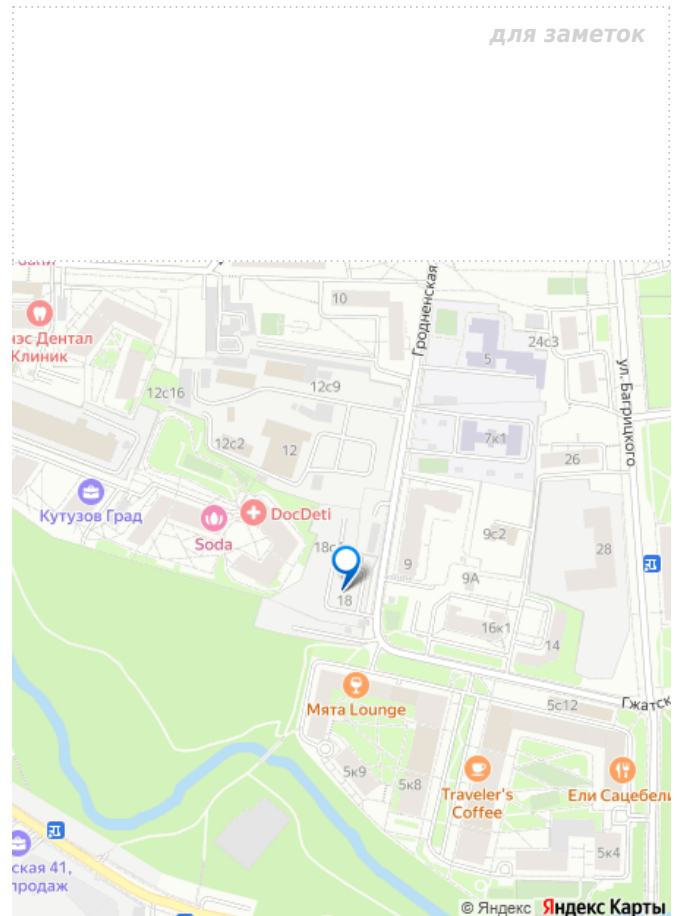 для заметок
10
Гродненская
нэс Дентал
Клиник
24с3
5
ул. Багрицкого
12с9
12с16
12с2
12
7к1
26
Кутузов Град
DocDeti
Soda
9с2
28
9
9А
18
16к1
14
Мята Lounge
5с12
Гжатск
5к9
5к8
Traveler's
Coffee
Ели Сацебели
5к4
ская 41,
продаж
© Яндекс Яндекс Карты